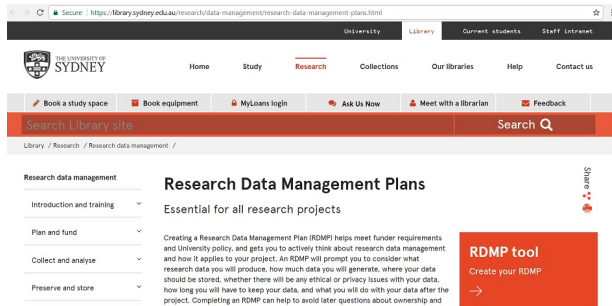 Secure | https://library.sydney.edu.au/research/data-management/research-data-management-plans.html
University Library Current students Staff intranet
THE UNIVERSITY OF
SYDNEY
Home Study Research Collections Our libraries Help Contact us
Book a study space Book equipment MyLoans login Ask Us Now Meet with a librarian Feedback
Search Library site Search
Library / Research / Research data management /
Research data management
Introduction and training
Plan and fund
Collect and analyse
Preserve and store
Research Data Management Plans
Essential for all research projects
Creating a Research Data Management Plan (RDMP) helps meet funder requirements
and University policy, and gets you to actively think about research data management
and how it applies to your project. An RDMP will prompt you to consider what
research data you will produce, how much data you will generate, where your data
should be stored, whether there will be any ethical or privacy issues with your data,
how long you will have to keep your data, and what you will do with your data after the
project. Completing an RDMP can help to avoid later questions about ownership and
Share
RDMP tool
Create your RDMP